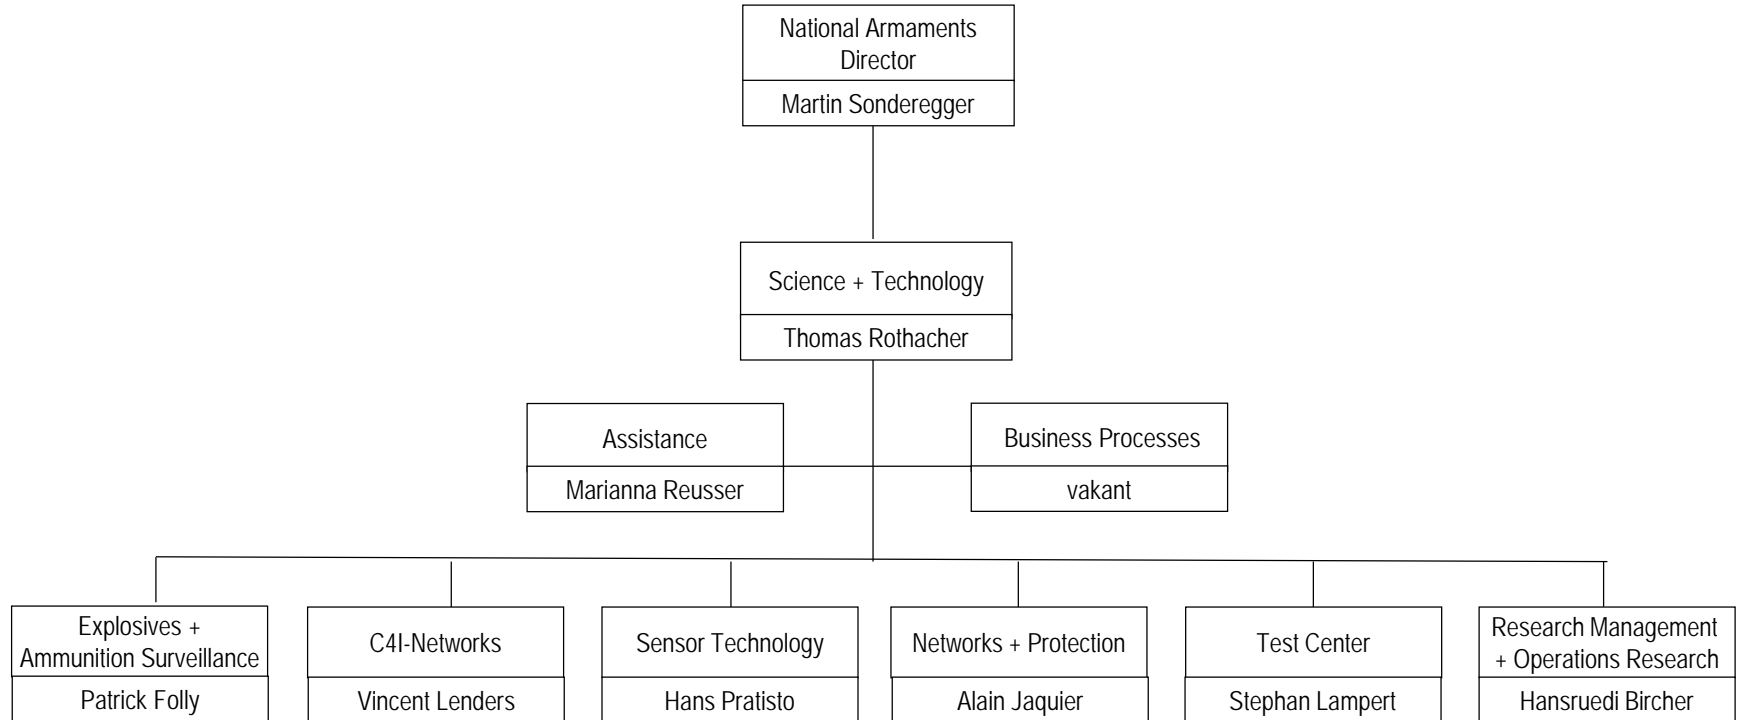 National Armaments
Director
Martin Sonderegger
Science + Technology
Thomas Rothacher
Assistance
Marianna Reusser
Business Processes
vakant
Explosives +
Ammunition Surveillance
Patrick Folly
C4I-Networks
Vincent Lenders
Sensor Technology
Hans Pratisto
Networks + Protection
Alain Jaquier
Test Center
Stephan Lampert
Research Management
+ Operations Research
Hansruedi Bircher